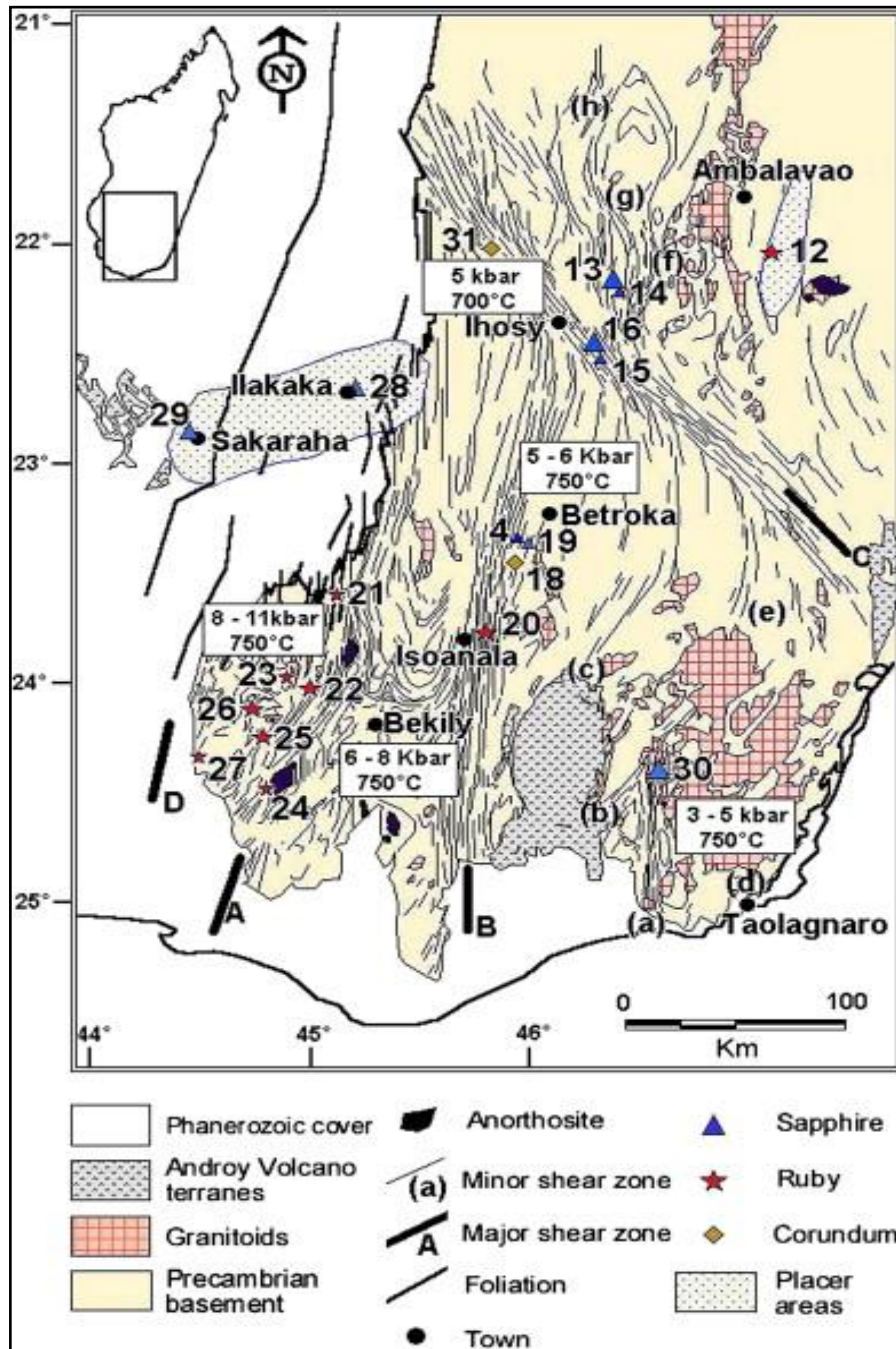 21°
N
(h)
Ambalavao
(g)
22°
31
12
13
(f)
5 kbar
700°C
14
Ihosy
16
15
Ilakaka
28
29
Sakaraha
23°
5 - 6 Kbar
750°C
Betroka
4
19
C
18
21
(e)
8 - 11kbar
750°C
20
Isoanala
24°
23
22
(c)
26
Bekily
25
6 - 8 Kbar
750°C
27
30
24
(b)
3 - 5 kbar
750°C
D
25°
(d)
A
B
(a)
Taolagnaro
0
100
Km
44°
45°
46°
Phanerozoic cover
Anorthosite
Sapphire
Androy Volcano
terranes
(a)
Minor shear zone
Ruby
Granitoids
A
Major shear zone
Corundum
Precambrian
basement
Foliation
Placer
areas
Town